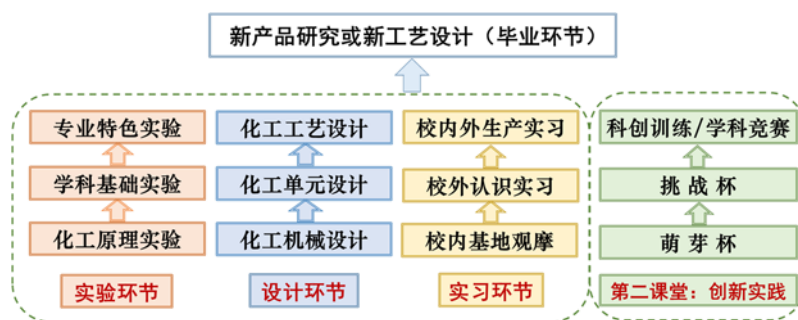 新产品研究或新工艺设计（毕业环节）
专业特色实验
化工工艺设计
校内外生产实习
科创训练/学科竞赛
学科基础实验
化工单元设计
校外认识实习
挑战杯
化工原理实验
化工机械设计
校内基地观摩
萌芽杯
实验环节
设计环节
实习环节
第二课堂：创新实践